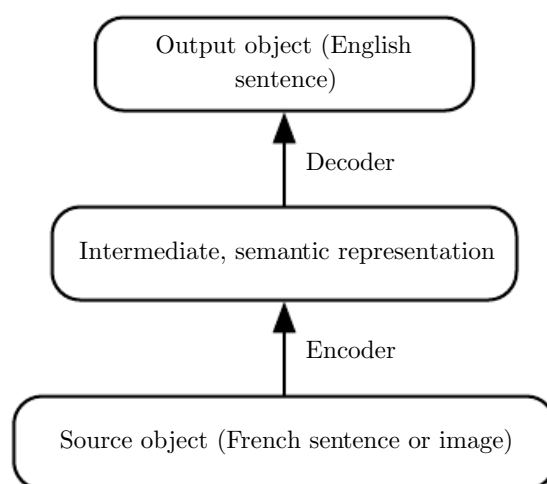 Output object (English
sentence)
Decoder
Intermediate, semantic representation
Encoder
Source object (French sentence or image)